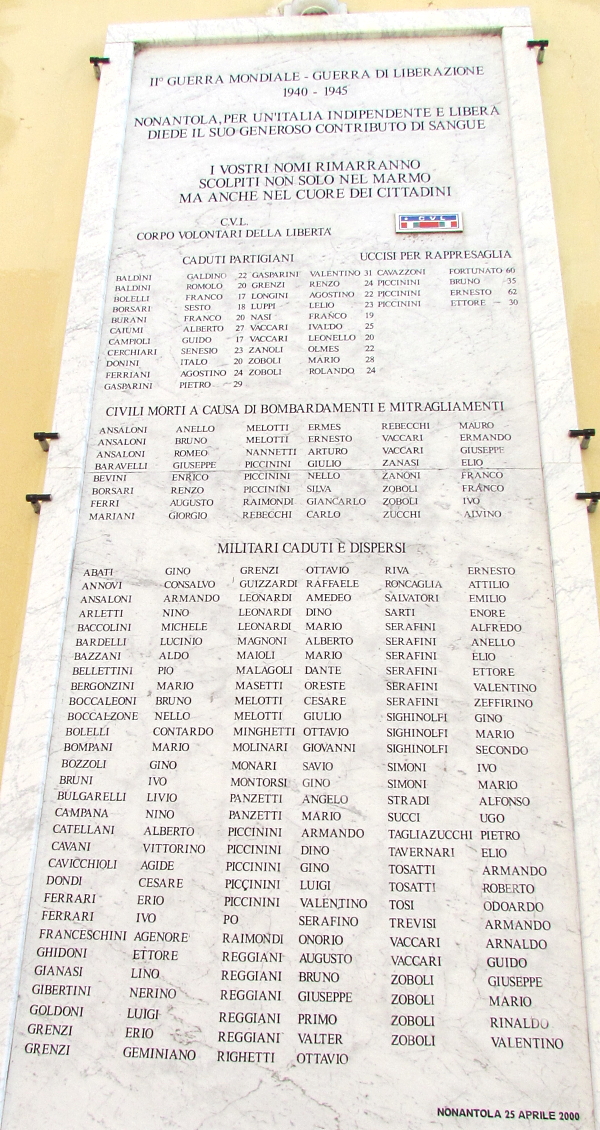 IIº GUERRA MONDIALE - GUERRA DI LIBERAZIONE
1940 - 1945
NONANTOLA, PER UN'ITALIA INDIPENDENTE E LIBERA
DIEDE IL SUO GENEROSO CONTRIBUTO DI SANGUE
I VOSTRI NOMI RIMARRANNO
SCOLPITI NON SOLO NEL MARMO
MA ANCHE NEL CUORE DEI CITTADINI
C.V.L.
CORPO VOLONTARI DELLA LIBERTA'
C V L
CADUTI PARTIGIANI UCCISI PER RAPPRESAGLIA
BALDINI GALDINO 22 GASPARINI VALENTINO 31 CAVAZZONI FORTUNATO 60
BALDINI ROMOLO 20 GRENZI RENZO 24 PICCININI BRUNO 35
BOLELLI FRANCO 17 LONGINI AGOSTINO 22 PICCININI ERNESTO 62
BORSARI SESTO 18 LUPPI LELIO 23 PICCININI ETTORE 30
BURANI FRANCO 20 NASI FRANCO 19
CAIUMI ALBERTO 27 VACCARI IVALDO 25
CAMPIOLI GUIDO 17 VACCARI LEONELLO 20
CERCHIARI SENESIO 23 ZANOLI OLMES 22
DONINI ITALO 20 ZOBOLI MARIO 28
FERRIANI AGOSTINO 24 ZOBOLI ROLANDO 24
GASPARINI PIETRO 29
CIVILI MORTI A CAUSA DI BOMBARDAMENTI E MITRAGLIAMENTI
ANSALONI ANELLO MELOTTI ERMES REBECCHI MAURO
ANSALONI BRUNO MELOTTI ERNESTO VACCARI ERMANDO
ANSALONI ROMEO NANNETTI ARTURO VACCARI GIUSEPPE
BARAVELLI GIUSEPPE PICCININI GIULIO ZANASI ELIO
BEVINI ENRICO PICCININI NELLO ZANONI FRANCO
BORSARI RENZO PICCININI SILVA ZOBOLI FRANCO
FERRI AUGUSTO RAIMONDI GIANCARLO ZOBOLI IVO
MARIANI GIORGIO REBECCHI CARLO ZUCCHI ALVINO
MILITARI CADUTI E DISPERSI
ABATI GINO GRENZI OTTAVIO RIVA ERNESTO
ANNOVI CONSALVO GUIZZARDI RAFFAELE RONCAGLIA ATTILIO
ANSALONI ARMANDO LEONARDI AMEDEO SALVATORI EMILIO
ARLETTI NINO LEONARDI DINO SARTI ENORE
BACCOLINI MICHELE LEONARDI MARIO SERAFINI ALFREDO
BARDELLI LUCINIO MAGNONI ALBERTO SERAFINI ANELLO
BAZZANI ALDO MAIOLI MARIO SERAFINI ELIO
BELLETTINI PIO MALAGOLI DANTE SERAFINI ETTORE
BERGONZINI MARIO MASETTI ORESTE SERAFINI VALENTINO
BOCCALEONI BRUNO MELOTTI CESARE SERAFINI ZEFFIRINO
BOCCALZONE NELLO MELOTTI GIULIO SIGHINOLFI GINO
BOLELLI CONTARDO MINGHETTI OTTAVIO SIGHINOLFI MARIO
BOMPANI MARIO MOLINARI GIOVANNI SIGHINOLFI SECONDO
BOZZOLI GINO MONARI SAVIO SIMONI IVO
BRUNI IVO MONTORSI GINO SIMONI MARIO
BULGARELLI LIVIO PANZETTI ANGELO STRADI ALFONSO
CAMPANA NINO PANZETTI MARIO SUCCI UGO
CATELLANI ALBERTO PICCININI ARMANDO TAGLIAZUCCHI PIETRO
CAVANI VITTORINO PICCININI DINO TAVERNARI ELIO
CAVICCHIOLI AGIDE PICCININI GINO TOSATTI ARMANDO
DONDI CESARE PICCININI LUIGI TOSATTI ROBERTO
FERRARI ERIO PICCININI VALENTINO TOSI ODOARDO
FERRARI IVO PO SERAFINO TREVISI ARMANDO
FRANCESCHINI AGENORE RAIMONDI ONORIO VACCARI ARNALDO
GHIDONI ETTORE REGGIANI AUGUSTO VACCARI GUIDO
GIANASI LINO REGGIANI BRUNO ZOBOLI GIUSEPPE
GIBERTINI NERINO REGGIANI GIUSEPPE ZOBOLI MARIO
GOLDONI LUIGI REGGIANI PRIMO ZOBOLI RINALDO
GRENZI ERIO REGGIANI VALTER ZOBOLI VALENTINO
GRENZI GEMINIANO RIGHETTI OTTAVIO
NONANTOLA 25 APRILE 2000